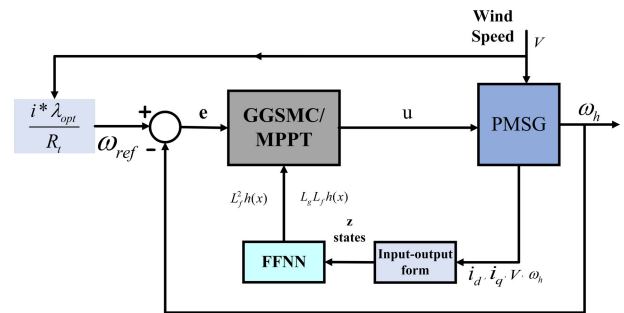 Wind
Speed
V
i* λopt
Rt
ωref
+
-
e
GGSMC/
MPPT
u
PMSG
ωh
L²f h(x)
Lg Lf h(x)
z
states
FFNN
Input-output
form
id , iq , V , ωh